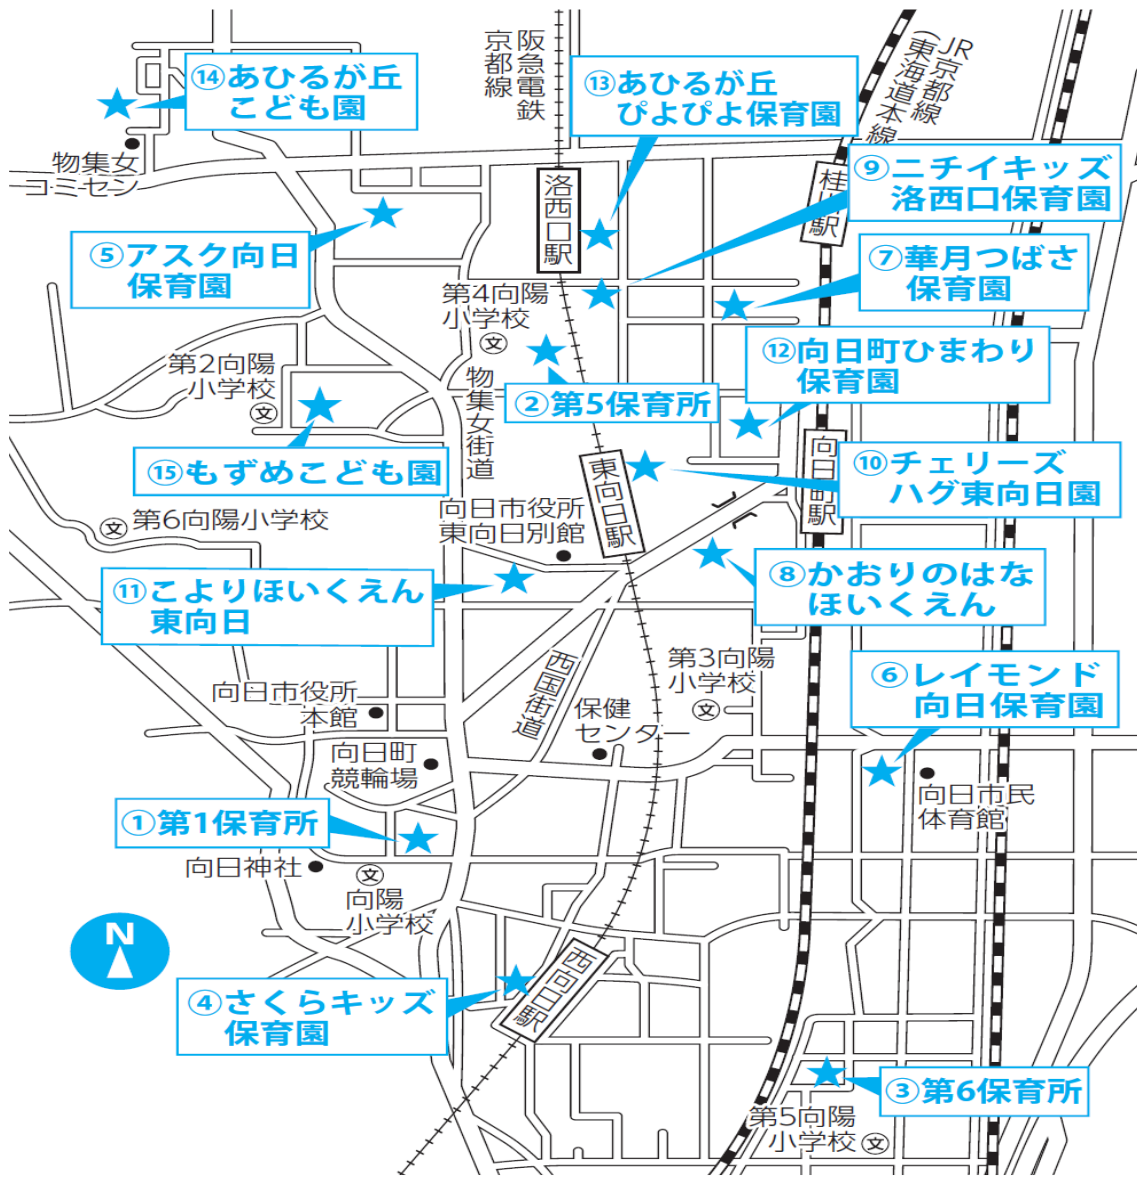 阪急電鉄
京都線
JR京都線
(東海道本線
⑭あひるが丘
こども園
⑬あひるが丘
ぴよぴよ保育園
物集女
コミセン
⑨ニチイキッズ
洛西口保育園
洛西口駅
⑤アスク向日
保育園
⑦華月つばさ
保育園
第4向陽
小学校
文
⑫向日町ひまわり
保育園
第2向陽
小学校
文
物集女街道
②第5保育所
⑮もずめこども園
東向日駅
向日町駅
⑩チェリーズ
ハグ東向日園
文
第6向陽小学校
向日市役所
東向日別館
⑪こよりほいくえん
東向日
⑧かおりのはな
ほいくえん
西国街道
第3向陽
小学校
文
⑥レイモンド
向日保育園
向日市役所
本館
保健
センター
向日町
競輪場
向日市民
体育館
①第1保育所
向日神社
文
向陽
小学校
N
西向日駅
④さくらキッズ
保育園
③第6保育所
第5向陽
小学校
文